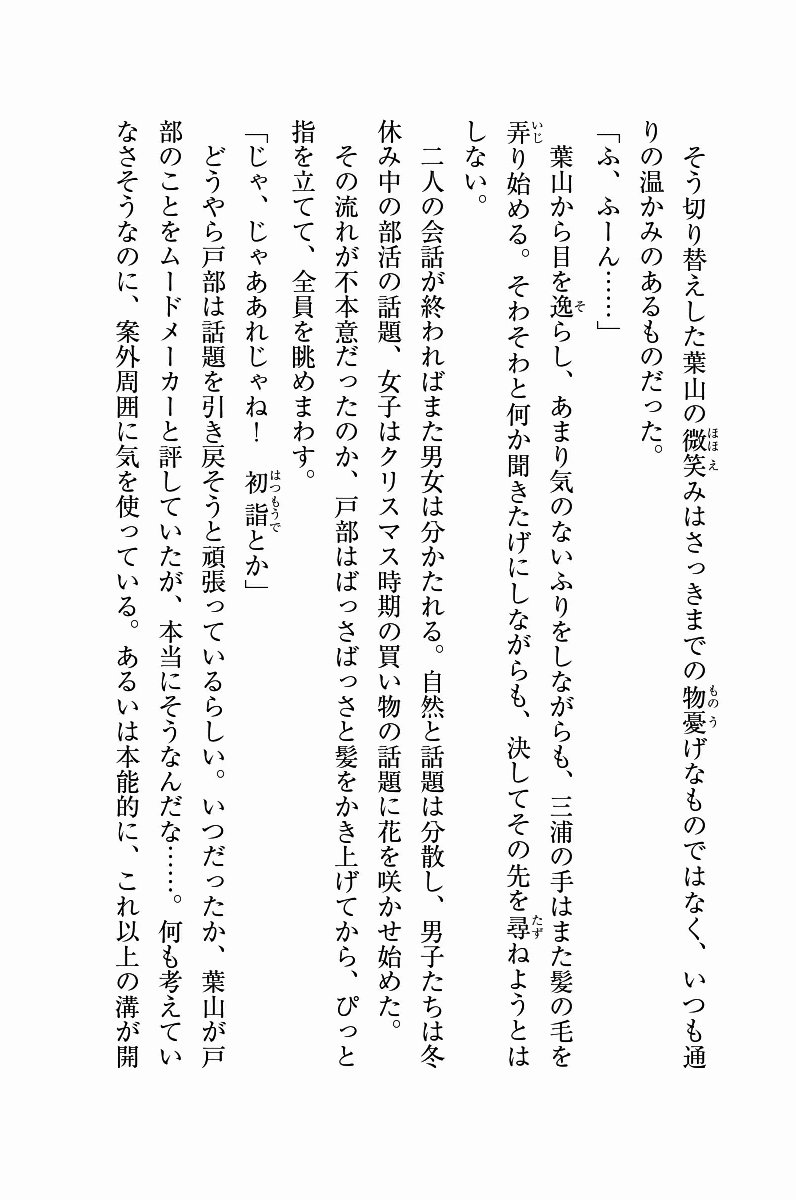 そう切り替えした葉山の微笑みはさっきまでの物憂げなものではなく、いつも通
りの温かみのあるものだった。
「ふ、ふーん……」
葉山から目を逸らし、あまり気のないふりをしながらも、三浦の手はまた髪の毛を
弄り始める。そわそわと何か聞きたげにしながらも、決してその先を尋ねようとは
しない。
二人の会話が終わればまた男女は分かたれる。自然と話題は分散し、男子たちは冬
休み中の部活の話題、女子はクリスマス時期の買い物の話題に花を咲かせ始めた。
その流れが不本意だったのか、戸部はばっさばっさと髪をかき上げてから、ぴっと
指を立てて、全員を眺めまわす。
「じゃ、じゃああれじゃね！　初詣とか」
どうやら戸部は話題を引き戻そうと頑張っているらしい。いつだったか、葉山が戸
部のことをムードメーカーと評していたが、本当にそうなんだな……。何も考えてい
なさそうなのに、案外周囲に気を使っている。あるいは本能的に、これ以上の溝が開